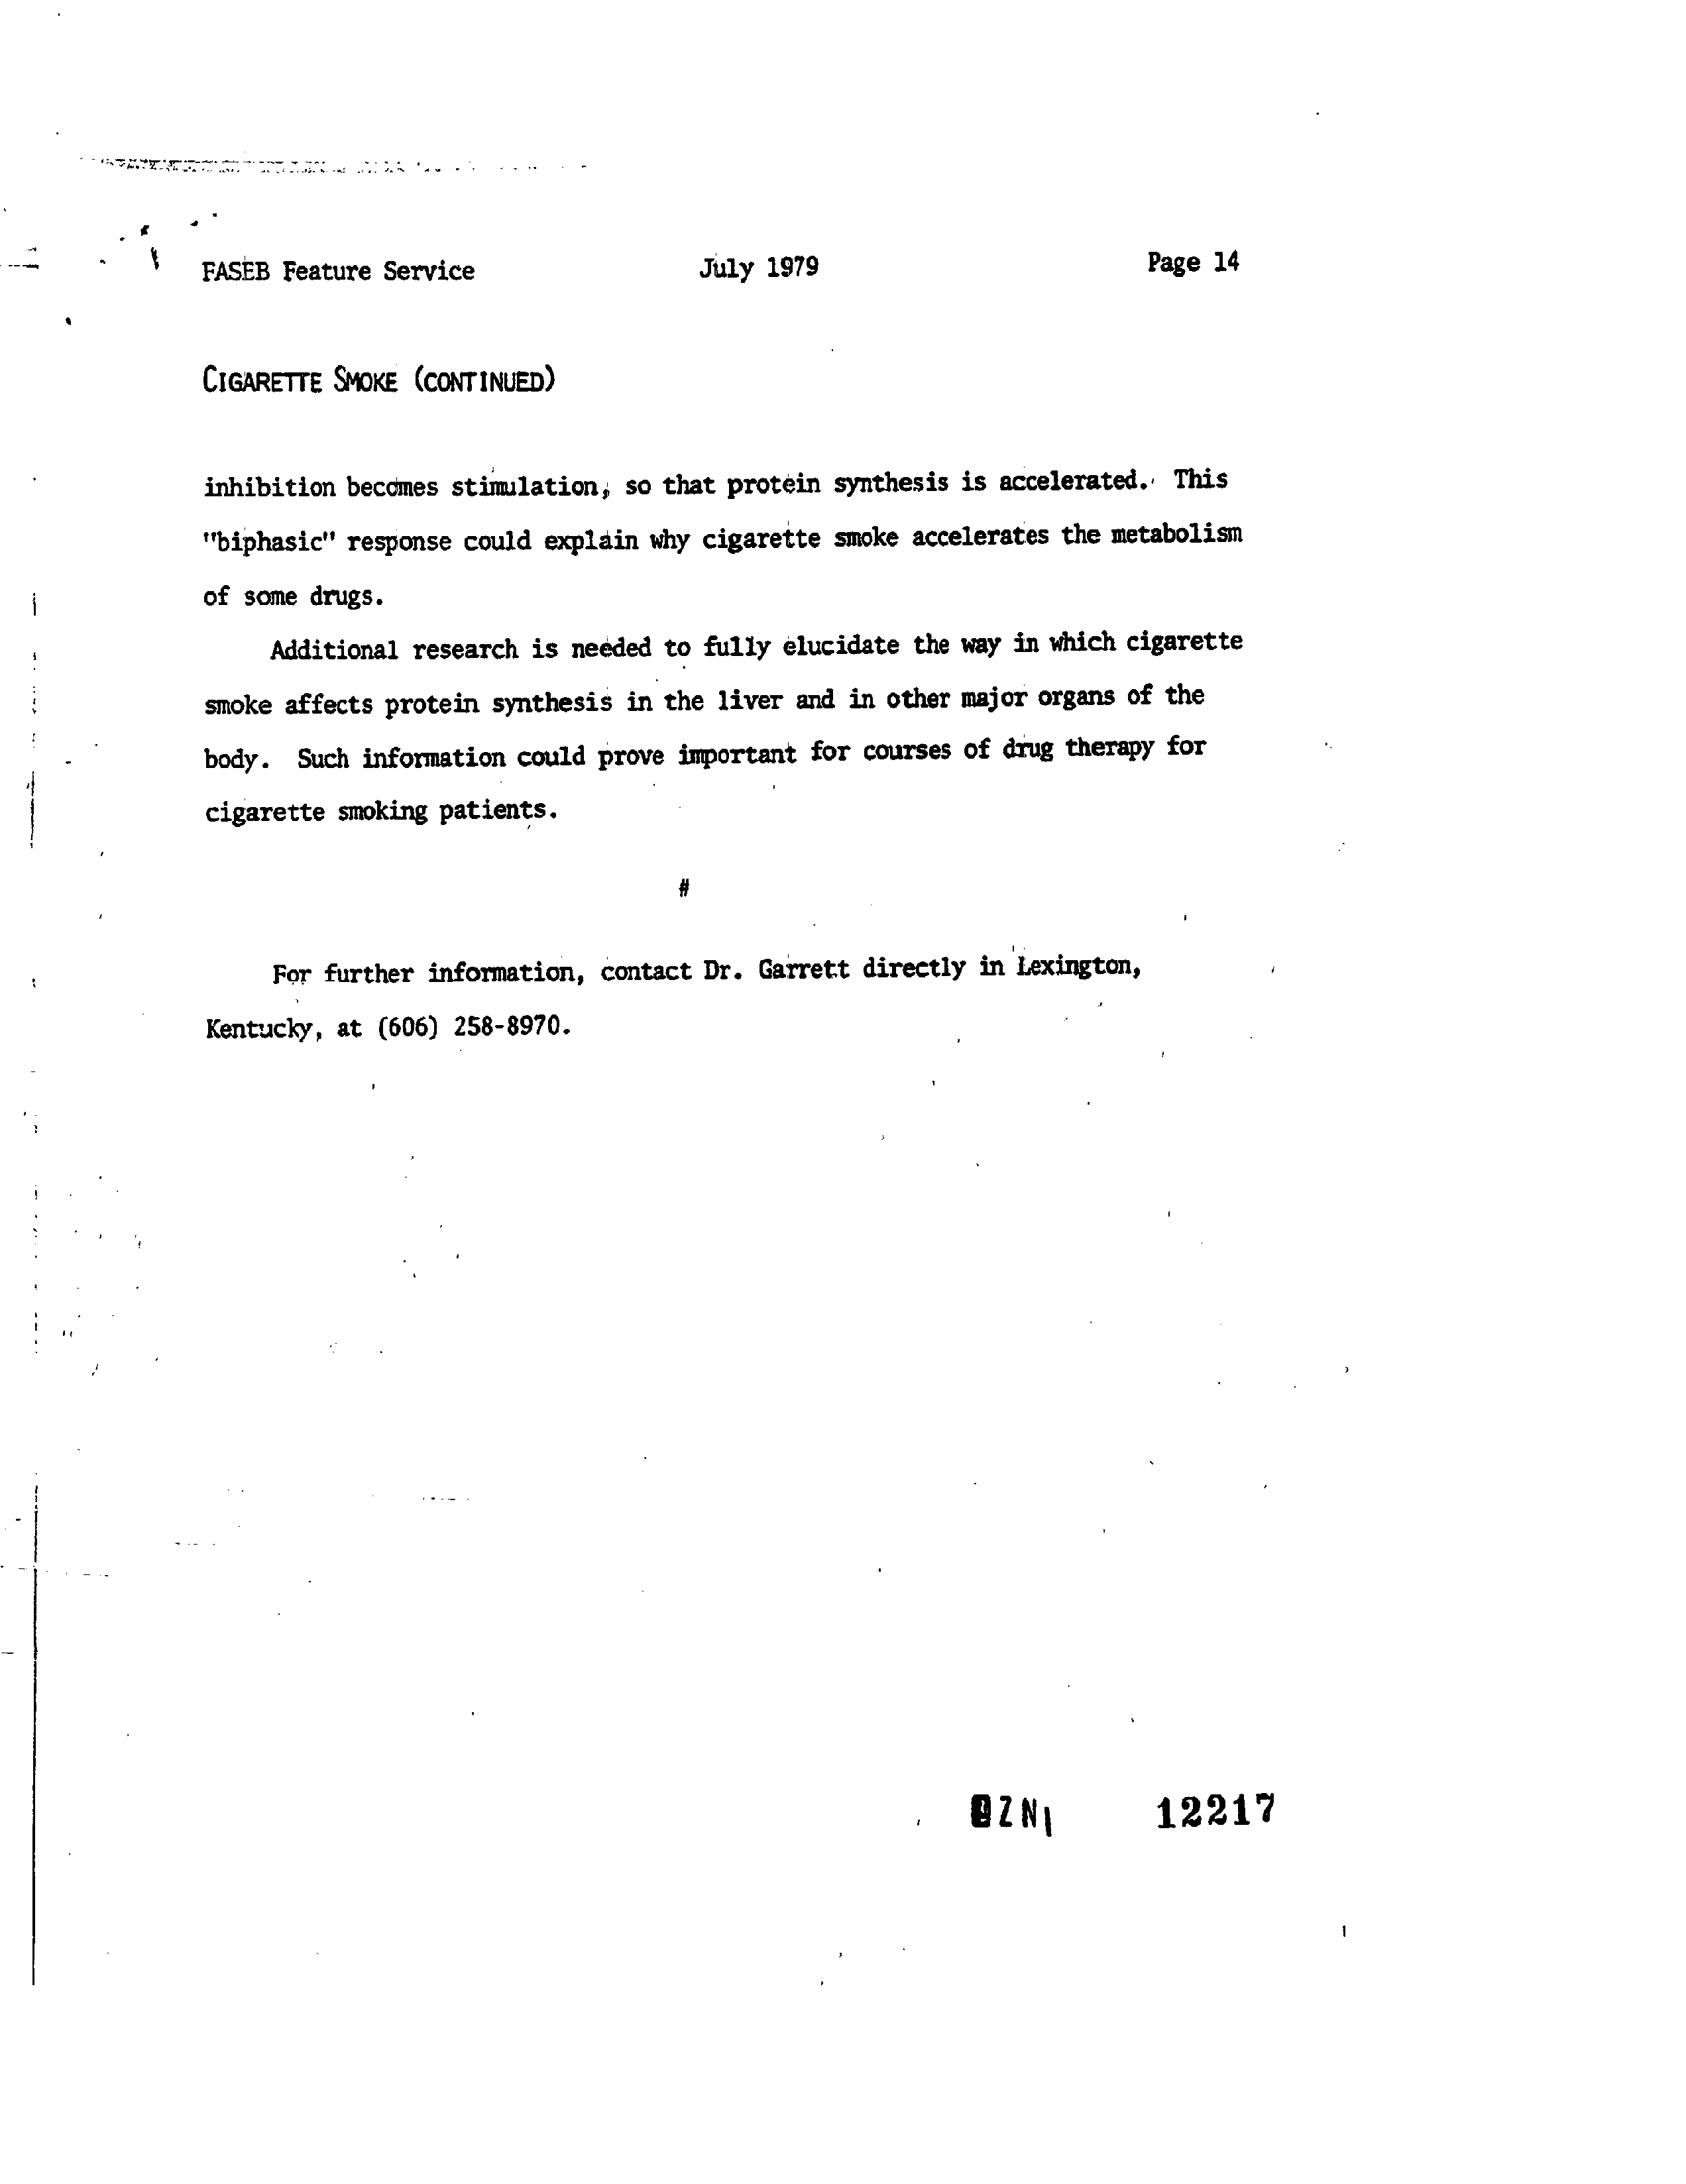 FASEB Feature Service July 1979 Page 14
CIGARETTE SMOKE (CONTINUED)
inhibition becomes stimulation, so that protein synthesis is accelerated. This
"biphasic" response could explain why cigarette smoke accelerates the metabolism
of some drugs.
Additional research is needed to fully elucidate the way in which cigarette
smoke affects protein synthesis in the liver and in other major organs of the
body. Such information could prove important for courses of drug therapy for
cigarette smoking patients.
#
For further information, contact Dr. Garrett directly in Lexington,
Kentucky, at (606) 258-8970.
12217